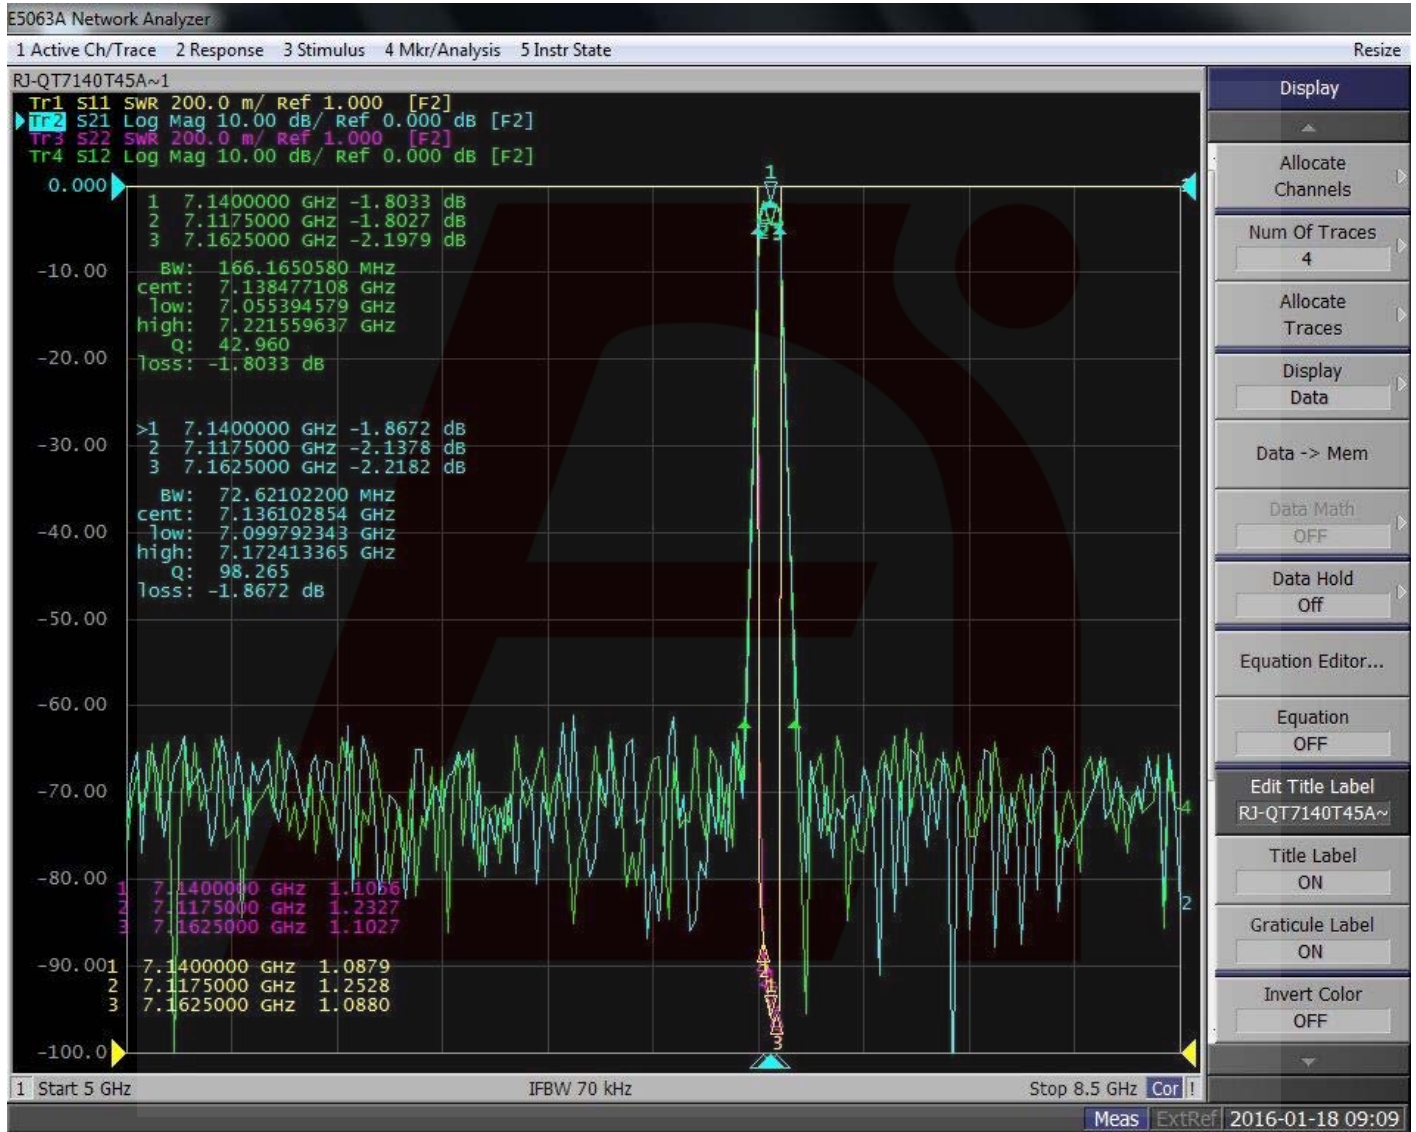 E5063A Network Analyzer
1 Active Ch/Trace 2 Response 3 Stimulus 4 Mkr/Analysis 5 Instr State Resize
RJ-QT7140T45A~1
Tr1 S11 SWR 200.0 m/ Ref 1.000 [F2]
Tr2 S21 Log Mag 10.00 dB/ Ref 0.000 dB [F2]
Tr3 S22 SWR 200.0 m/ Ref 1.000 [F2]
Tr4 S12 Log Mag 10.00 dB/ Ref 0.000 dB [F2]
0.000
-10.00
-20.00
-30.00
-40.00
-50.00
-60.00
-70.00
-80.00
-90.00
-100.0
1 7.1400000 GHz -1.8033 dB
2 7.1175000 GHz -1.8027 dB
3 7.1625000 GHz -2.1979 dB
BW: 166.1650580 MHz
cent: 7.138477108 GHz
low: 7.055394579 GHz
high: 7.221559637 GHz
Q: 42.960
loss: -1.8033 dB
>1 7.1400000 GHz -1.8672 dB
2 7.1175000 GHz -2.1378 dB
3 7.1625000 GHz -2.2182 dB
BW: 72.62102200 MHz
cent: 7.136102854 GHz
low: 7.099792343 GHz
high: 7.172413365 GHz
Q: 98.265
loss: -1.8672 dB
1 7.1400000 GHz 1.1056
2 7.1175000 GHz 1.2327
3 7.1625000 GHz 1.1027
1 7.1400000 GHz 1.0879
2 7.1175000 GHz 1.2528
3 7.1625000 GHz 1.0880
1
3
4
2
1 Start 5 GHz IFBW 70 kHz Stop 8.5 GHz Cor !
Meas ExtRef 2016-01-18 09:09
Display
Allocate
Channels
Num Of Traces
4
Allocate
Traces
Display
Data
Data -> Mem
Data Math
OFF
Data Hold
Off
Equation Editor...
Equation
OFF
Edit Title Label
RJ-QT7140T45A~
Title Label
ON
Graticule Label
ON
Invert Color
OFF